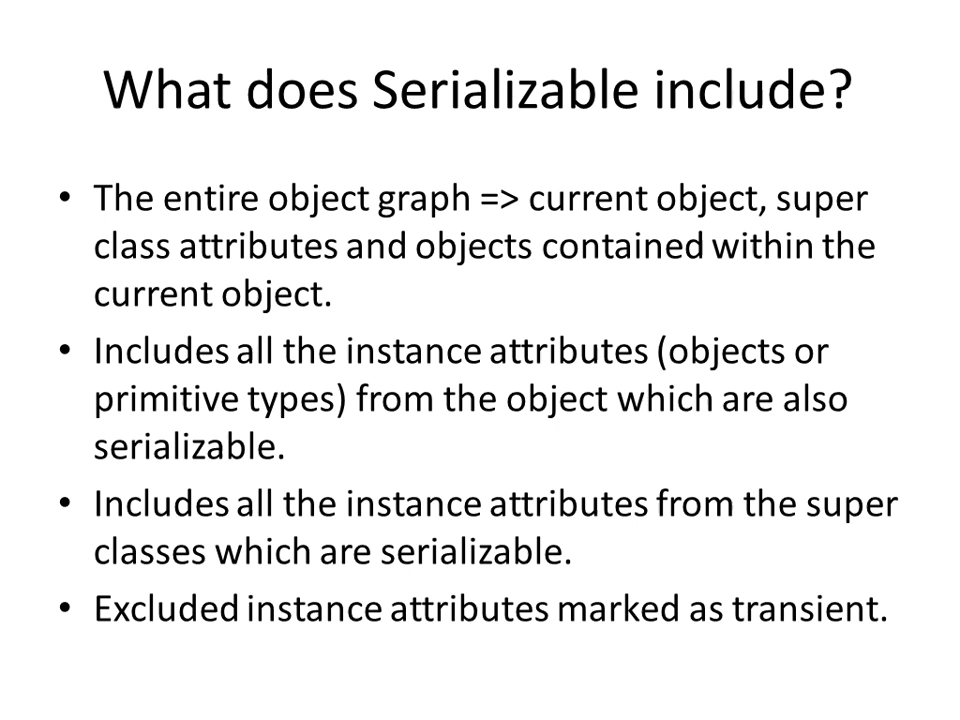 What does Serializable include?
• The entire object graph => current object, super
class attributes and objects contained within the
current object.
• Includes all the instance attributes (objects or
primitive types) from the object which are also
serializable.
• Includes all the instance attributes from the super
classes which are serializable.
• Excluded instance attributes marked as transient.